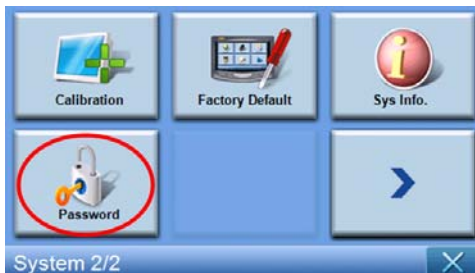 Calibration
Factory Default
Sys Info.
Password
System 2/2